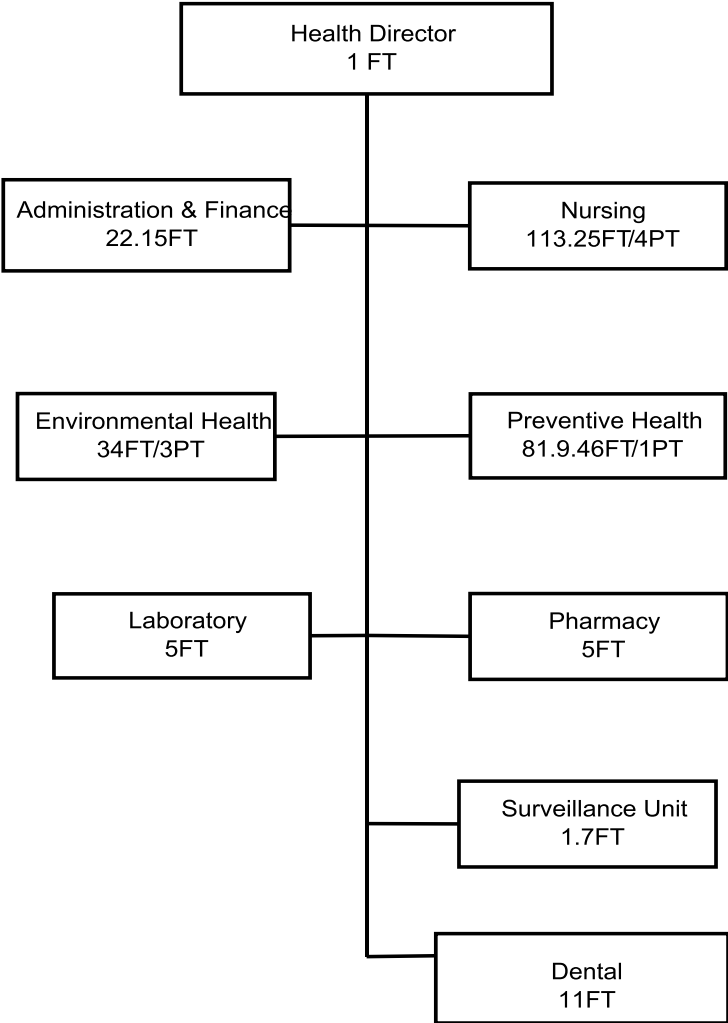 Health Director
1 FT
Administration & Finance
22.15FT
Nursing
113.25FT/4PT
Environmental Health
34FT/3PT
Preventive Health
81.9.46FT/1PT
Laboratory
5FT
Pharmacy
5FT
Surveillance Unit
1.7FT
Dental
11FT